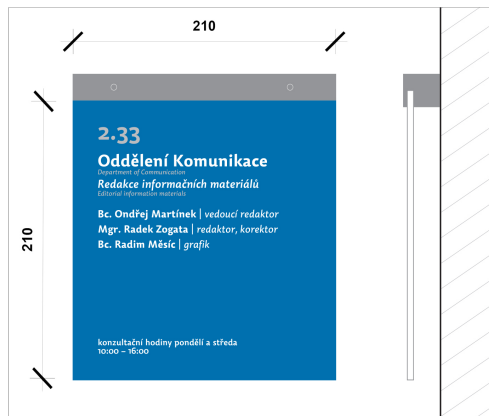 210
210
2.33
Oddělení Komunikace
Department of Communication
Redakce informačních materiálů
Editorial information materials
Bc. Ondřej Martínek | vedoucí redaktor
Mgr. Radek Zogata | redaktor, korektor
Bc. Radim Měsíc | grafik
konzultační hodiny pondělí a středa
10:00 – 16:00